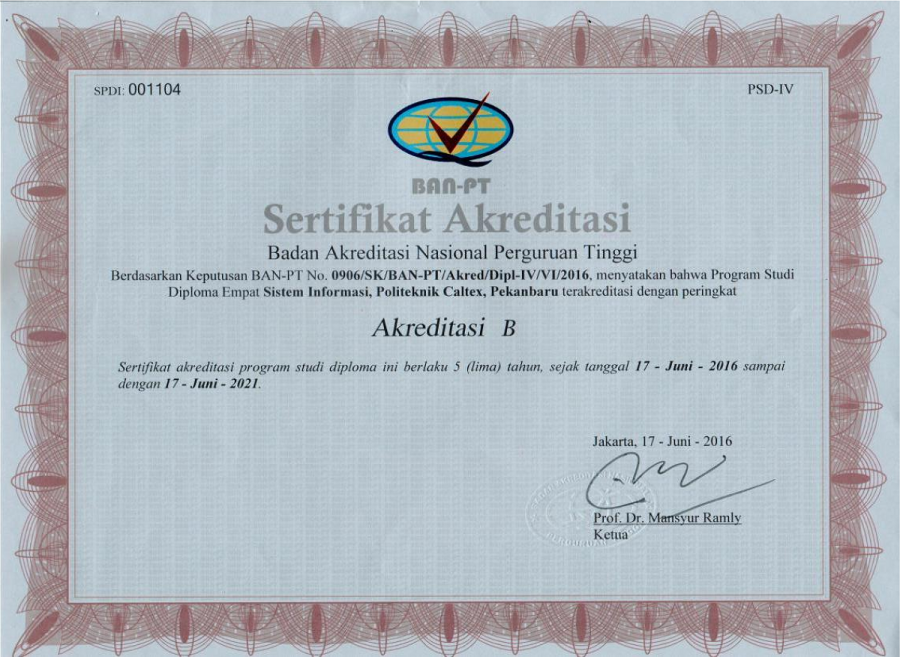 SPDI: 001104
PSD-IV
BAN-PT
Sertifikat Akreditasi
Badan Akreditasi Nasional Perguruan Tinggi
Berdasarkan Keputusan BAN-PT No. 0906/SK/BAN-PT/Akred/Dipl-IV/VI/2016, menyatakan bahwa Program Studi
Diploma Empat Sistem Informasi, Politeknik Caltex, Pekanbaru terakreditasi dengan peringkat
Akreditasi B
Sertifikat akreditasi program studi diploma ini berlaku 5 (lima) tahun, sejak tanggal 17 - Juni - 2016 sampai
dengan 17 - Juni - 2021.
Jakarta, 17 - Juni - 2016
Prof. Dr. Mansyur Ramly
Ketua